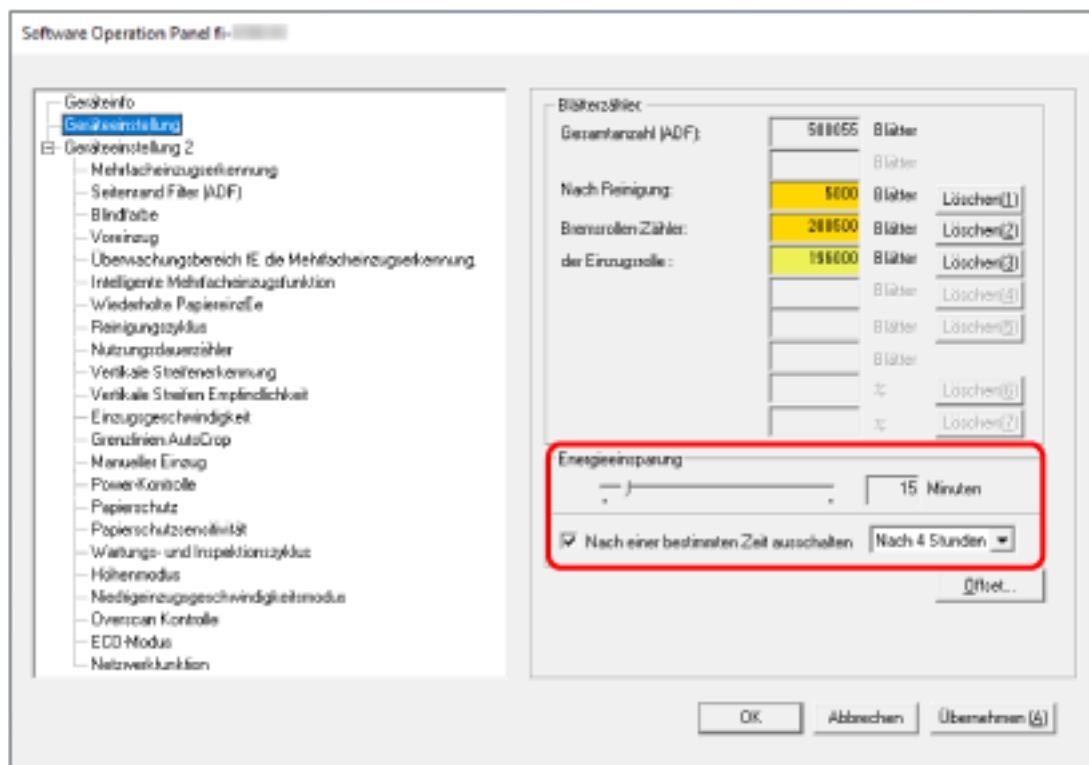 Software Operation Panel fi-
Geräteinfo
Geräteeinstellung
Geräteeinstellung 2
Mehrfacheinzugserkennung
Seitenrand Filter (ADF)
Blindfarbe
Voreinzug
Überwachungsbereich fE die Mehrfacheinzugserkennung.
Intelligente Mehrfacheinzugsfunktion
Wiederholte PapiereinzEe
Reinigungszyklus
Nutzungsdauerzähler
Vertikale Streifenerkennung
Vertikale Streifen Empfindlichkeit
Einzugsgeschwindigkeit
Grenzlinien AutoCrop
Manueller Einzug
Power-Kontrolle
Papierschutz
Papierschutzsensitivität
Wartungs- und Inspektionszyklus
Höhenmodus
Niedrigeinzugsgeschwindigkeitsmodus
Overscan Kontrolle
ECO-Modus
Netzwerkfunktion
Blätterzähler:
Gesamtanzahl (ADF): Blätter
Blätter
Nach Reinigung: 5000 Blätter Löschen(1)
Bremsrollen Zähler: 200500 Blätter Löschen(2)
der Einzugsrolle : Blätter Löschen(3)
Blätter Löschen(4)
Blätter Löschen(5)
Blätter
% Löschen(6)
% Löschen(7)
Energieeinsparung
15 Minuten
Nach einer bestimmten Zeit ausschalten Nach 4 Stunden
Offset...
OK Abbrechen Übernehmen (A)